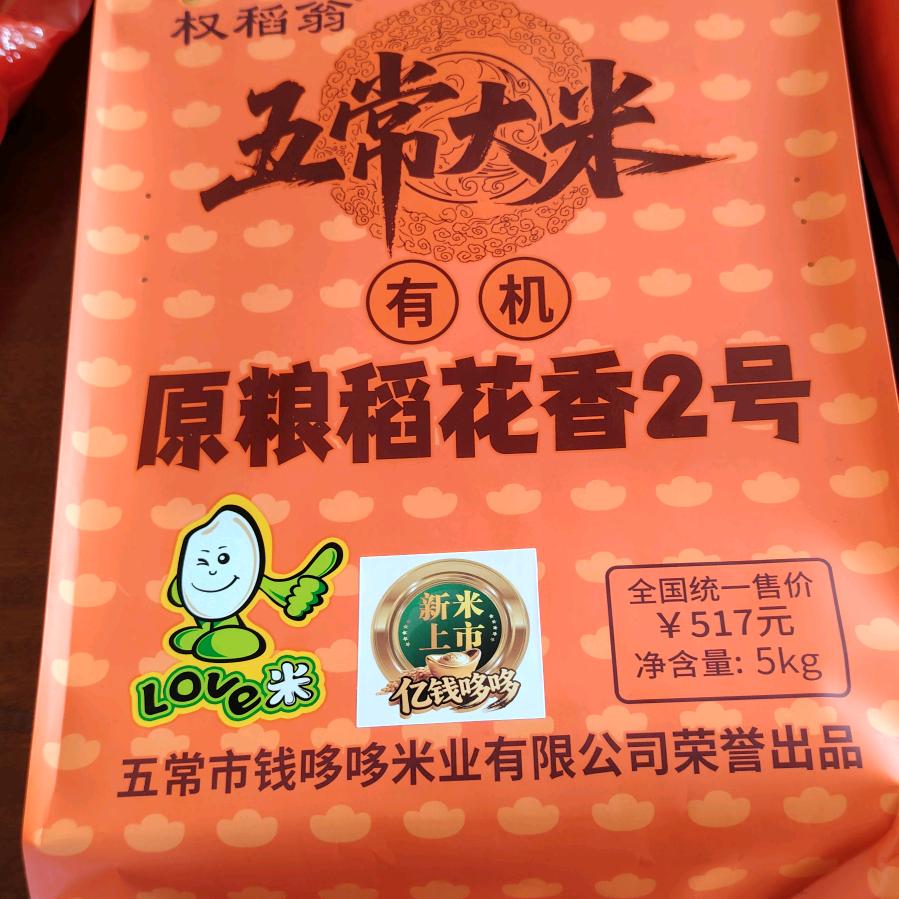 权稻翁
五常大米
有机
原粮稻花香2号
Love米
新米
上市
亿钱哆哆
全国统一售价
￥517元
净含量: 5kg
五常市钱哆哆米业有限公司荣誉出品